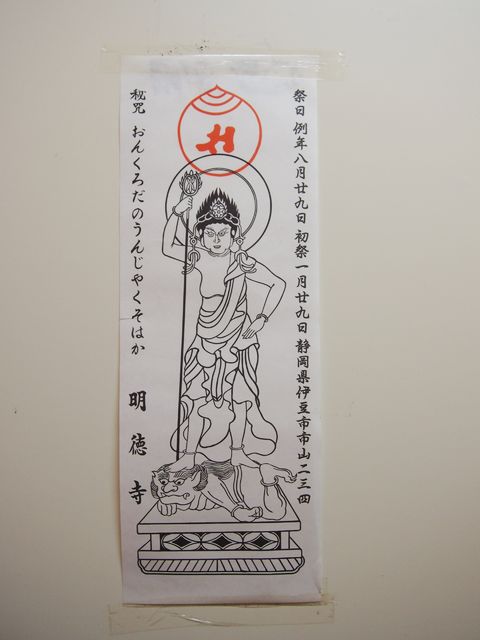 祭日 例年八月廿九日 初祭一月廿九日 静岡県伊豆市市山二三四
秘咒 おんくろだのうんじやくそはか
明徳寺